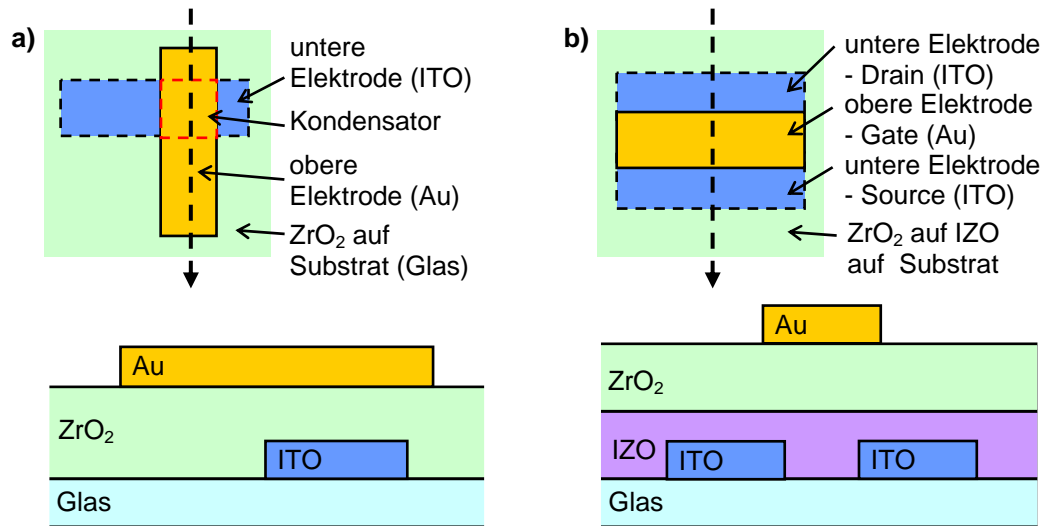 a)
untere
Elektrode (ITO)
Kondensator
obere
Elektrode (Au)
ZrO₂ auf
Substrat (Glas)
Au
ZrO₂
ITO
Glas
b)
untere Elektrode
- Drain (ITO)
obere Elektrode
- Gate (Au)
untere Elektrode
- Source (ITO)
ZrO₂ auf IZO
auf Substrat
Au
ZrO₂
IZO
ITO
ITO
Glas